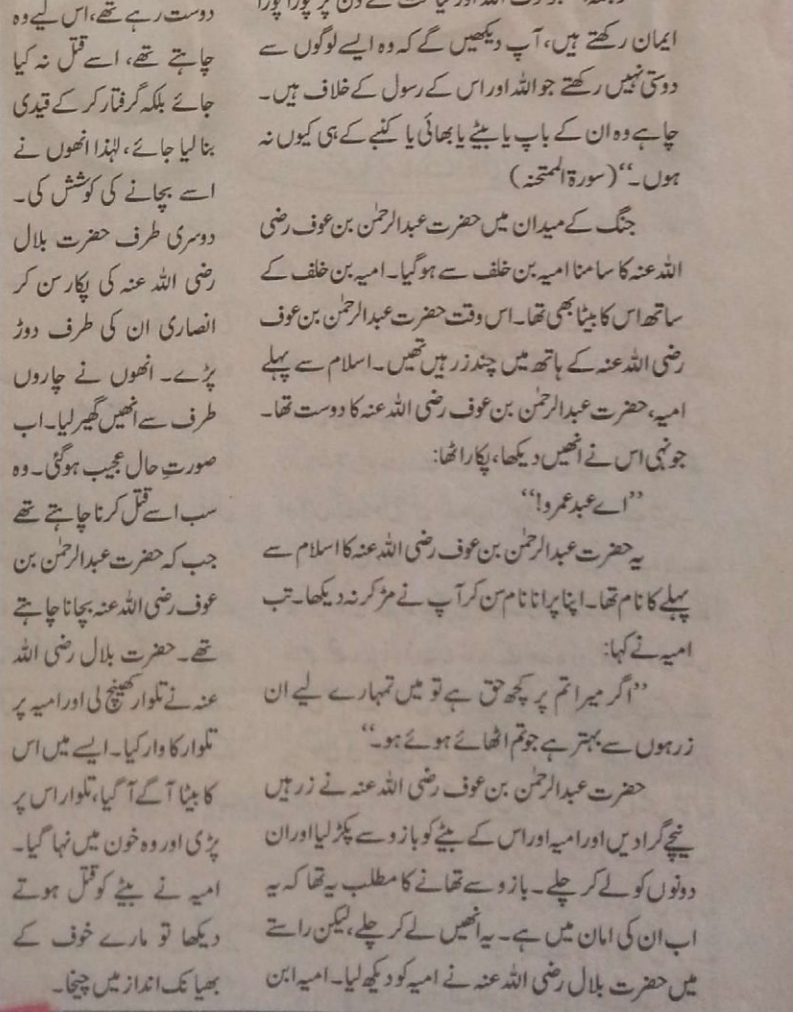 ایمان رکھتے ہیں، آپ دیکھیں گے کہ وہ ایسے لوگوں سے
دوستی نہیں رکھتے جو اللہ اور اس کے رسول کے خلاف ہیں۔
چاہے وہ ان کے باپ یا بیٹے یا بھائی یا کنبے کے ہی کیوں نہ
ہوں۔‘‘ (سورۃ الممتحنہ)
جنگ کے میدان میں حضرت عبدالرحمٰن بن عوف رضی
اللہ عنہ کا سامنا امیہ بن خلف سے ہوگیا۔ امیہ بن خلف کے
ساتھ اس کا بیٹا بھی تھا۔ اس وقت حضرت عبدالرحمٰن بن عوف
رضی اللہ عنہ کے ہاتھ میں چند زرہیں تھیں۔ اسلام سے پہلے
امیہ، حضرت عبدالرحمٰن بن عوف رضی اللہ عنہ کا دوست تھا۔
جونہی اس نے انھیں دیکھا، پکار اٹھا:
’’اے عبد عمرو!‘‘
یہ حضرت عبدالرحمٰن بن عوف رضی اللہ عنہ کا اسلام سے
پہلے کا نام تھا۔ اپنا پرانا نام سن کر آپ نے مڑ کر نہ دیکھا۔ تب
امیہ نے کہا:
’’اگر میرا تم پر کچھ حق ہے تو میں تمہارے لیے ان
زرہوں سے بہتر ہے جو تم اٹھائے ہوئے ہو۔‘‘
حضرت عبدالرحمٰن بن عوف رضی اللہ عنہ نے زرہیں
نیچے گرا دیں اور امیہ اور اس کے بیٹے کو بازو سے پکڑ لیا اور ان
دونوں کو لے کر چلے۔ بازو سے تھانے کا مطلب یہ تھا کہ یہ
اب ان کی امان میں ہے۔ یہ انھیں لے کر چلے، لیکن راستے
میں حضرت بلال رضی اللہ عنہ نے امیہ کو دیکھ لیا۔ امیہ ابن
دوست رہے تھے، اس لیے وہ
چاہتے تھے، اسے قتل نہ کیا
جائے بلکہ گرفتار کر کے قیدی
بنا لیا جائے، لہٰذا انھوں نے
اسے بچانے کی کوشش کی۔
دوسری طرف حضرت بلال
رضی اللہ عنہ کی پکار سن کر
انصاری ان کی طرف دوڑ
پڑے۔ انھوں نے چاروں
طرف سے انھیں گھیر لیا۔ اب
صورتِ حال عجیب ہوگئی۔ وہ
سب اسے قتل کرنا چاہتے تھے
جب کہ حضرت عبدالرحمٰن بن
عوف رضی اللہ عنہ بچانا چاہتے
تھے۔ حضرت بلال رضی اللہ
عنہ نے تلوار کھینچ لی اور امیہ پر
تلوار کا وار کیا۔ ایسے میں اس
کا بیٹا آگے آ گیا، تلوار اس پر
پڑی اور وہ خون میں نہا گیا۔
امیہ نے بیٹے کو قتل ہوتے
دیکھا تو مارے خوف کے
بھیانک انداز میں چیخا۔